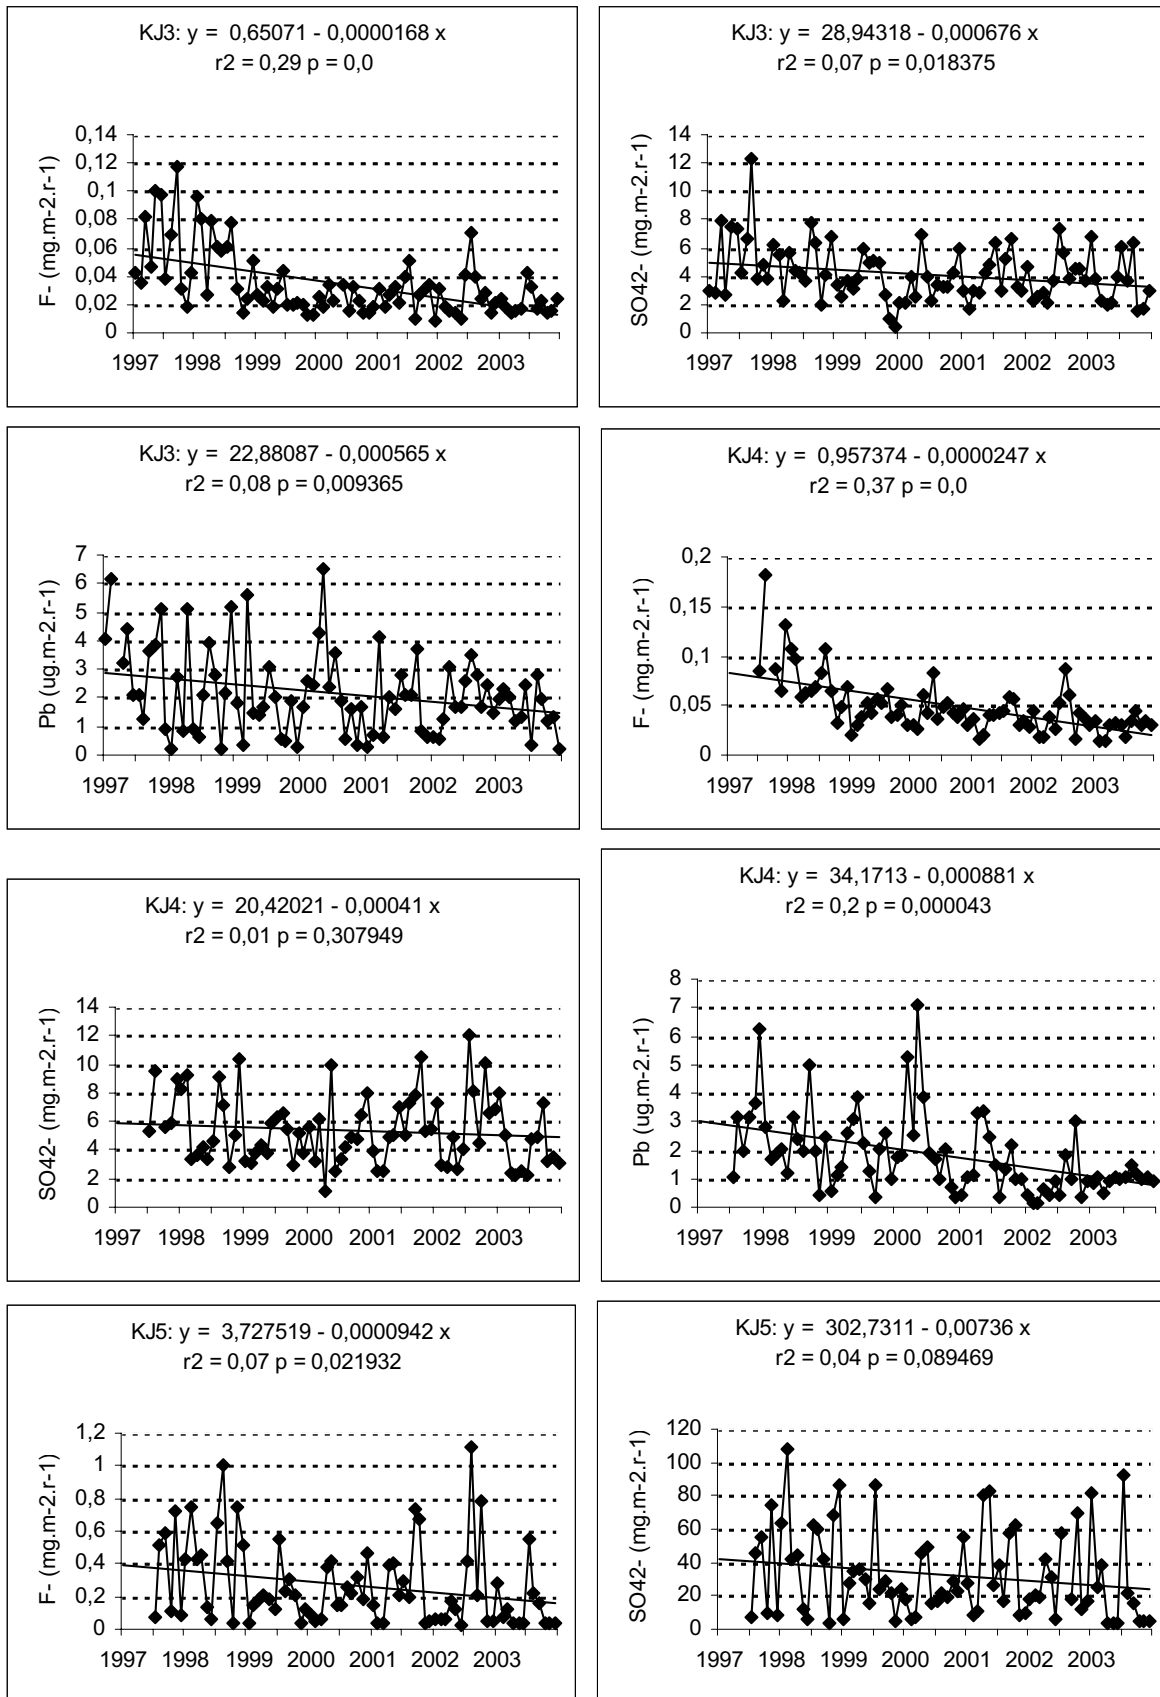 KJ3: y = 0,65071 - 0,0000168 x
r2 = 0,29 p = 0,0
F- (mg.m-2.r-1)
0,14
0,12
0,1
0,08
0,06
0,04
0,02
0
1997 1998 1999 2000 2001 2002 2003
KJ3: y = 28,94318 - 0,000676 x
r2 = 0,07 p = 0,018375
SO42- (mg.m-2.r-1)
14
12
10
8
6
4
2
0
1997 1998 1999 2000 2001 2002 2003
KJ3: y = 22,88087 - 0,000565 x
r2 = 0,08 p = 0,009365
Pb (ug.m-2.r-1)
7
6
5
4
3
2
1
0
1997 1998 1999 2000 2001 2002 2003
KJ4: y = 0,957374 - 0,0000247 x
r2 = 0,37 p = 0,0
F- (mg.m-2.r-1)
0,2
0,15
0,1
0,05
0
1997 1998 1999 2000 2001 2002 2003
KJ4: y = 20,42021 - 0,00041 x
r2 = 0,01 p = 0,307949
SO42- (mg.m-2.r-1)
14
12
10
8
6
4
2
0
1997 1998 1999 2000 2001 2002 2003
KJ4: y = 34,1713 - 0,000881 x
r2 = 0,2 p = 0,000043
Pb (ug.m-2.r-1)
8
7
6
5
4
3
2
1
0
1997 1998 1999 2000 2001 2002 2003
KJ5: y = 3,727519 - 0,0000942 x
r2 = 0,07 p = 0,021932
F- (mg.m-2.r-1)
1,2
1
0,8
0,6
0,4
0,2
0
1997 1998 1999 2000 2001 2002 2003
KJ5: y = 302,7311 - 0,00736 x
r2 = 0,04 p = 0,089469
SO42- (mg.m-2.r-1)
120
100
80
60
40
20
0
1997 1998 1999 2000 2001 2002 2003